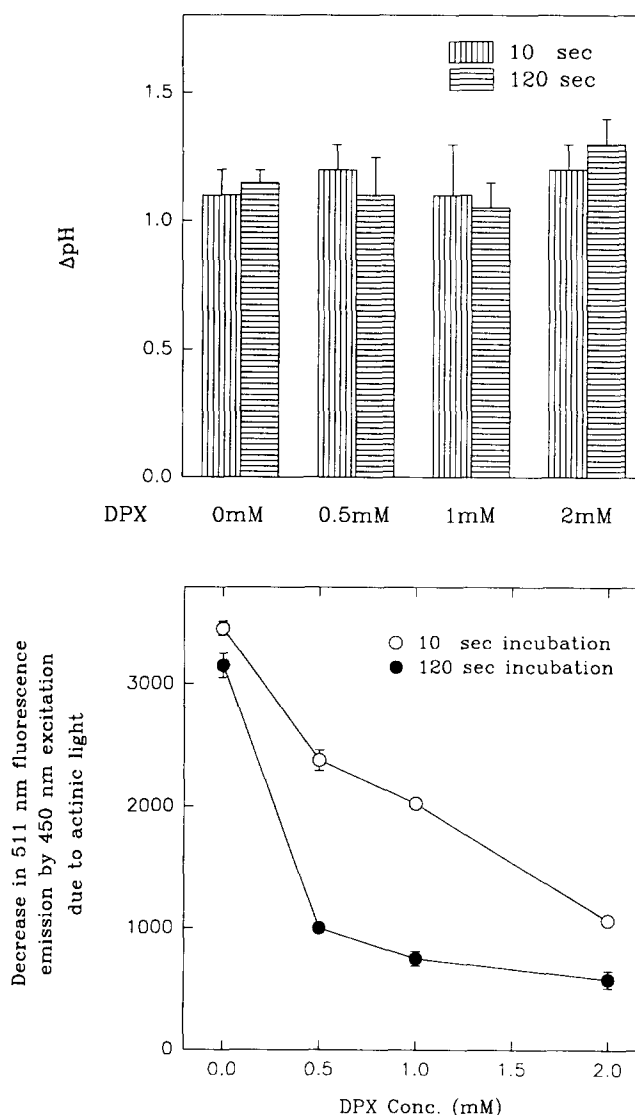 10 sec
120 sec
1.5
1.0
0.5
0.0
ΔpH
DPX 0mM 0.5mM 1mM 2mM
10 sec incubation
120 sec incubation
3000
2000
1000
0
Decrease in 511 nm fluorescence
emission by 450 nm excitation
due to actinic light
0.0 0.5 1.0 1.5 2.0
DPX Conc. (mM)